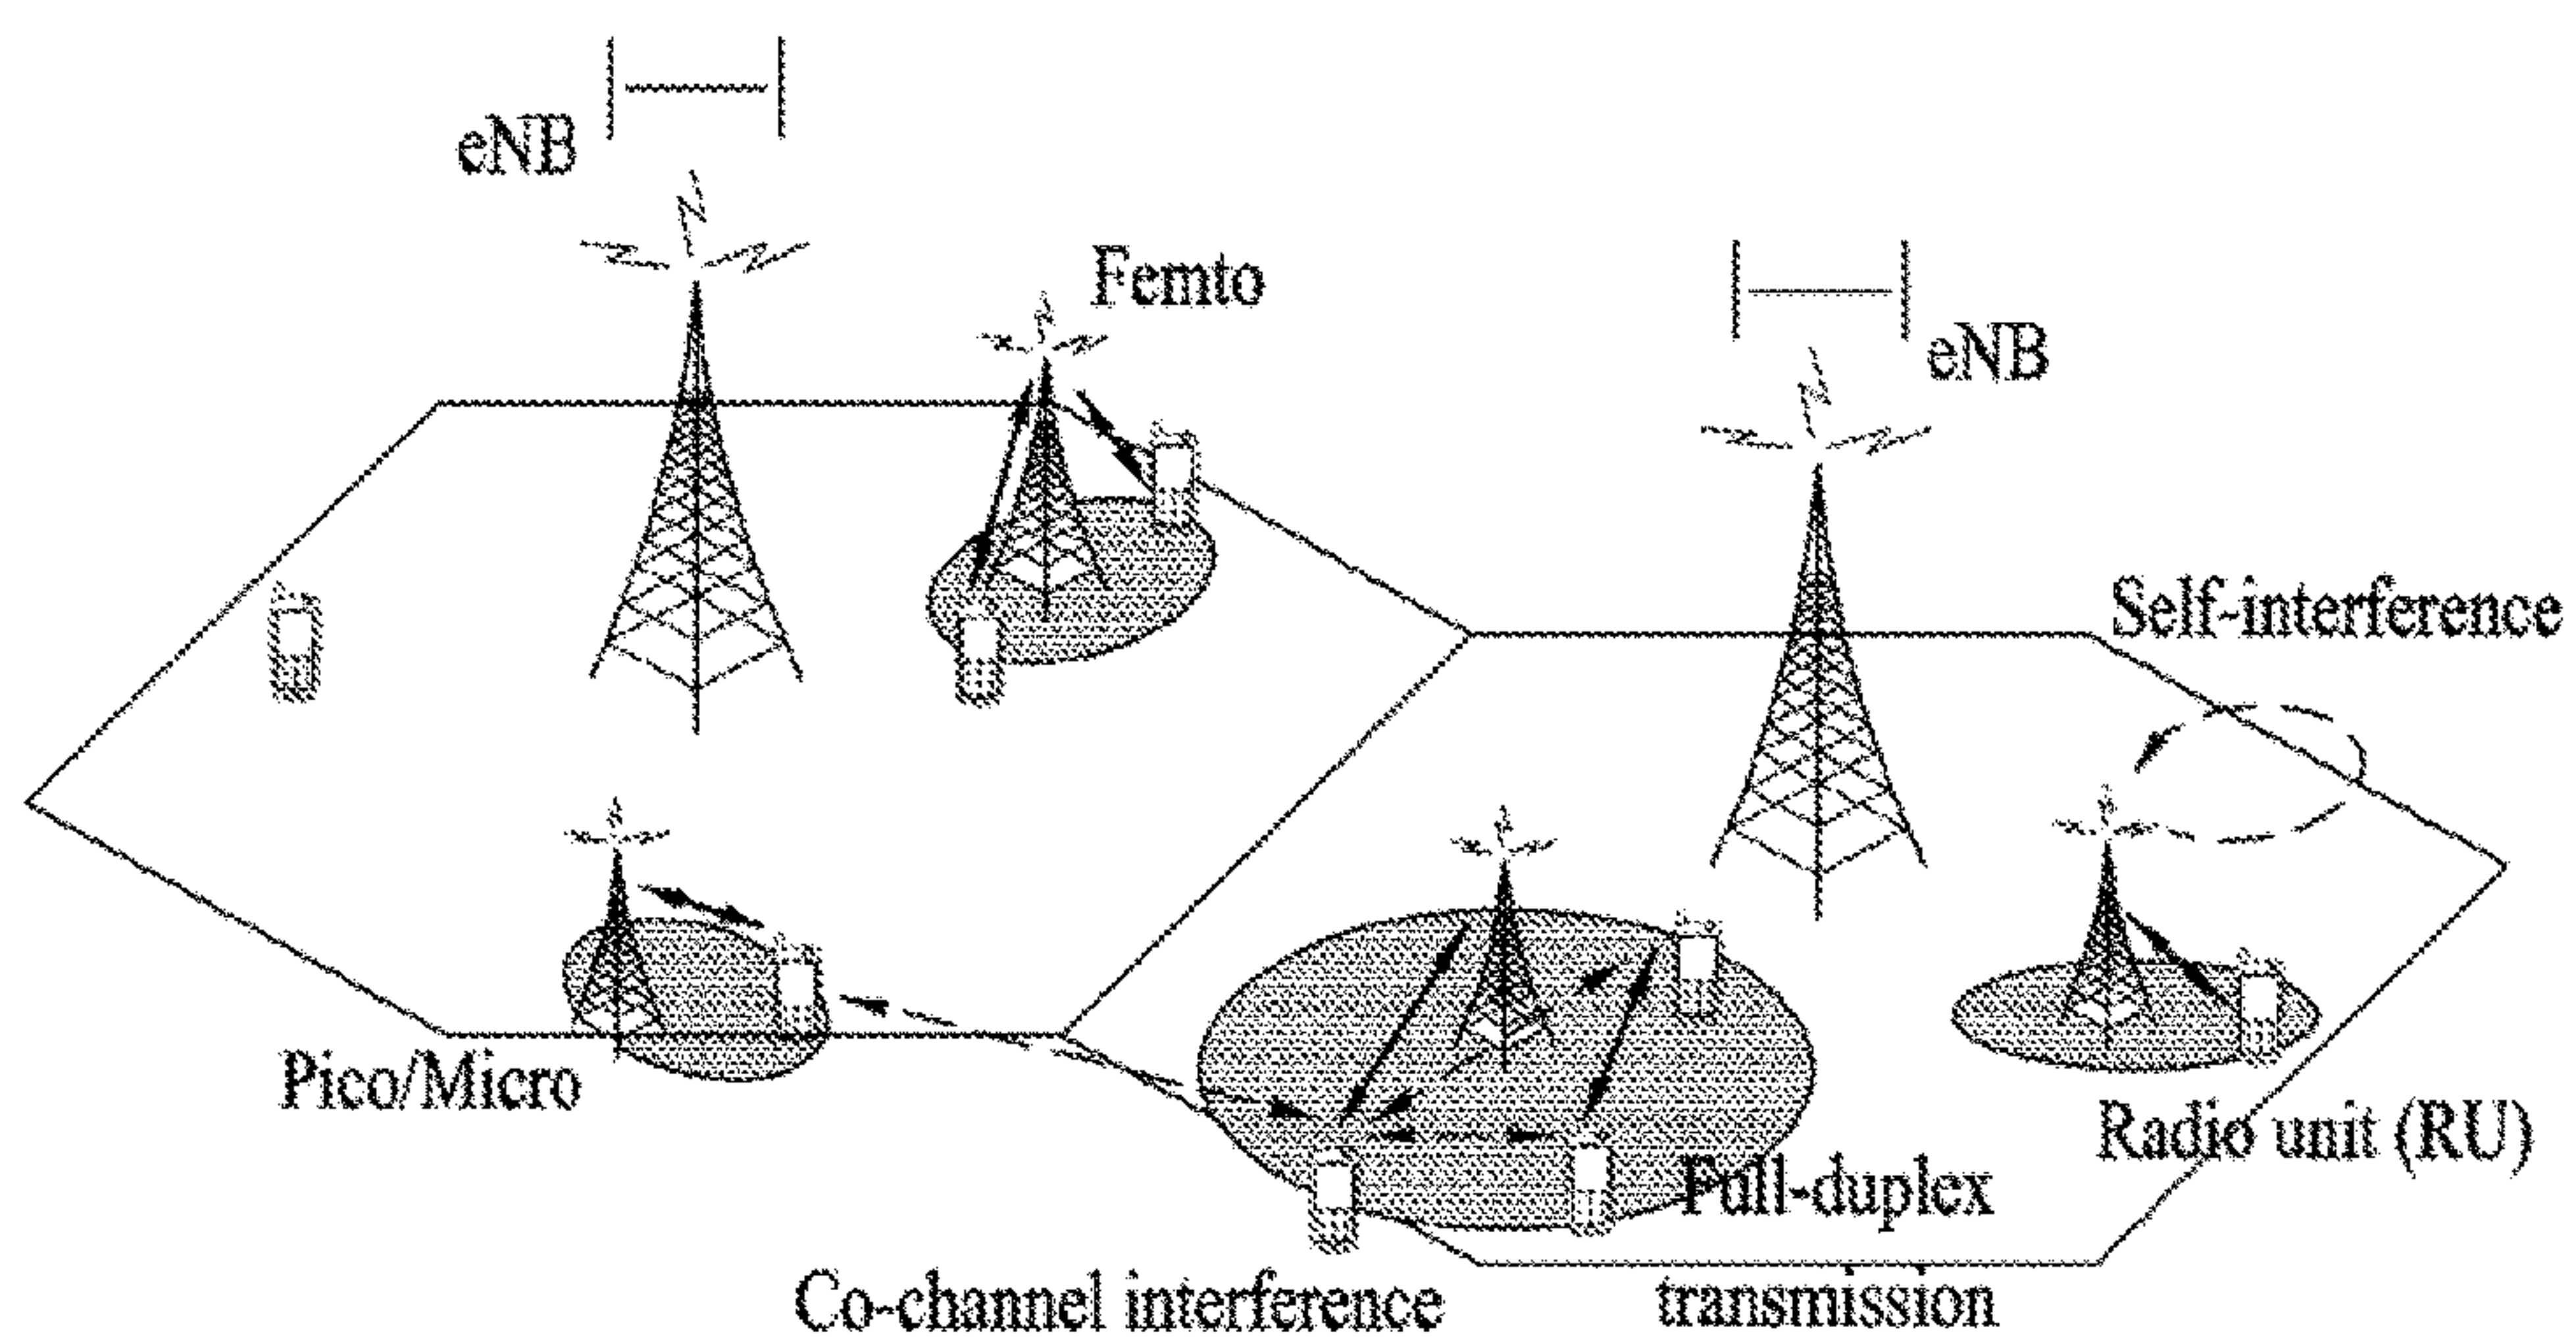 eNB
Femto
eNB
Self-interference
Pico/Micro
Radio unit (RU)
Full-duplex
transmission
Co-channel interference